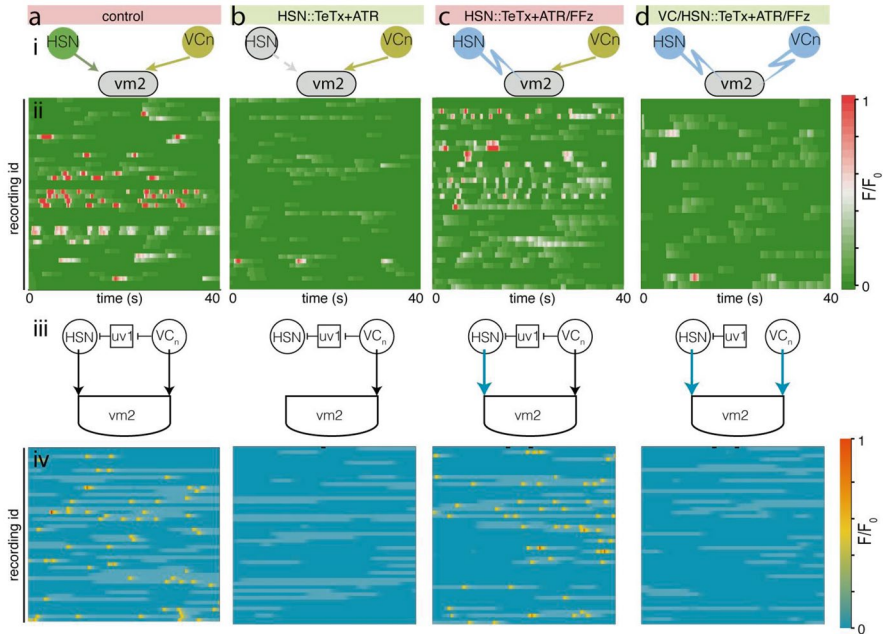 a control
b HSN::TeTx+ATR
c HSN::TeTx+ATR/FFz
d VC/HSN::TeTx+ATR/FFz
i
HSN VCn
vm2
HSN VCn
vm2
HSN VCn
vm2
HSN VCn
vm2
ii
recording id
0 time (s) 40
0 time (s) 40
0 time (s) 40
0 time (s) 40
1
F/F0
0
iii
HSN uv1 VCn
vm2
HSN uv1 VCn
vm2
HSN uv1 VCn
vm2
HSN uv1 VCn
vm2
iv
recording id
1
F/F0
0